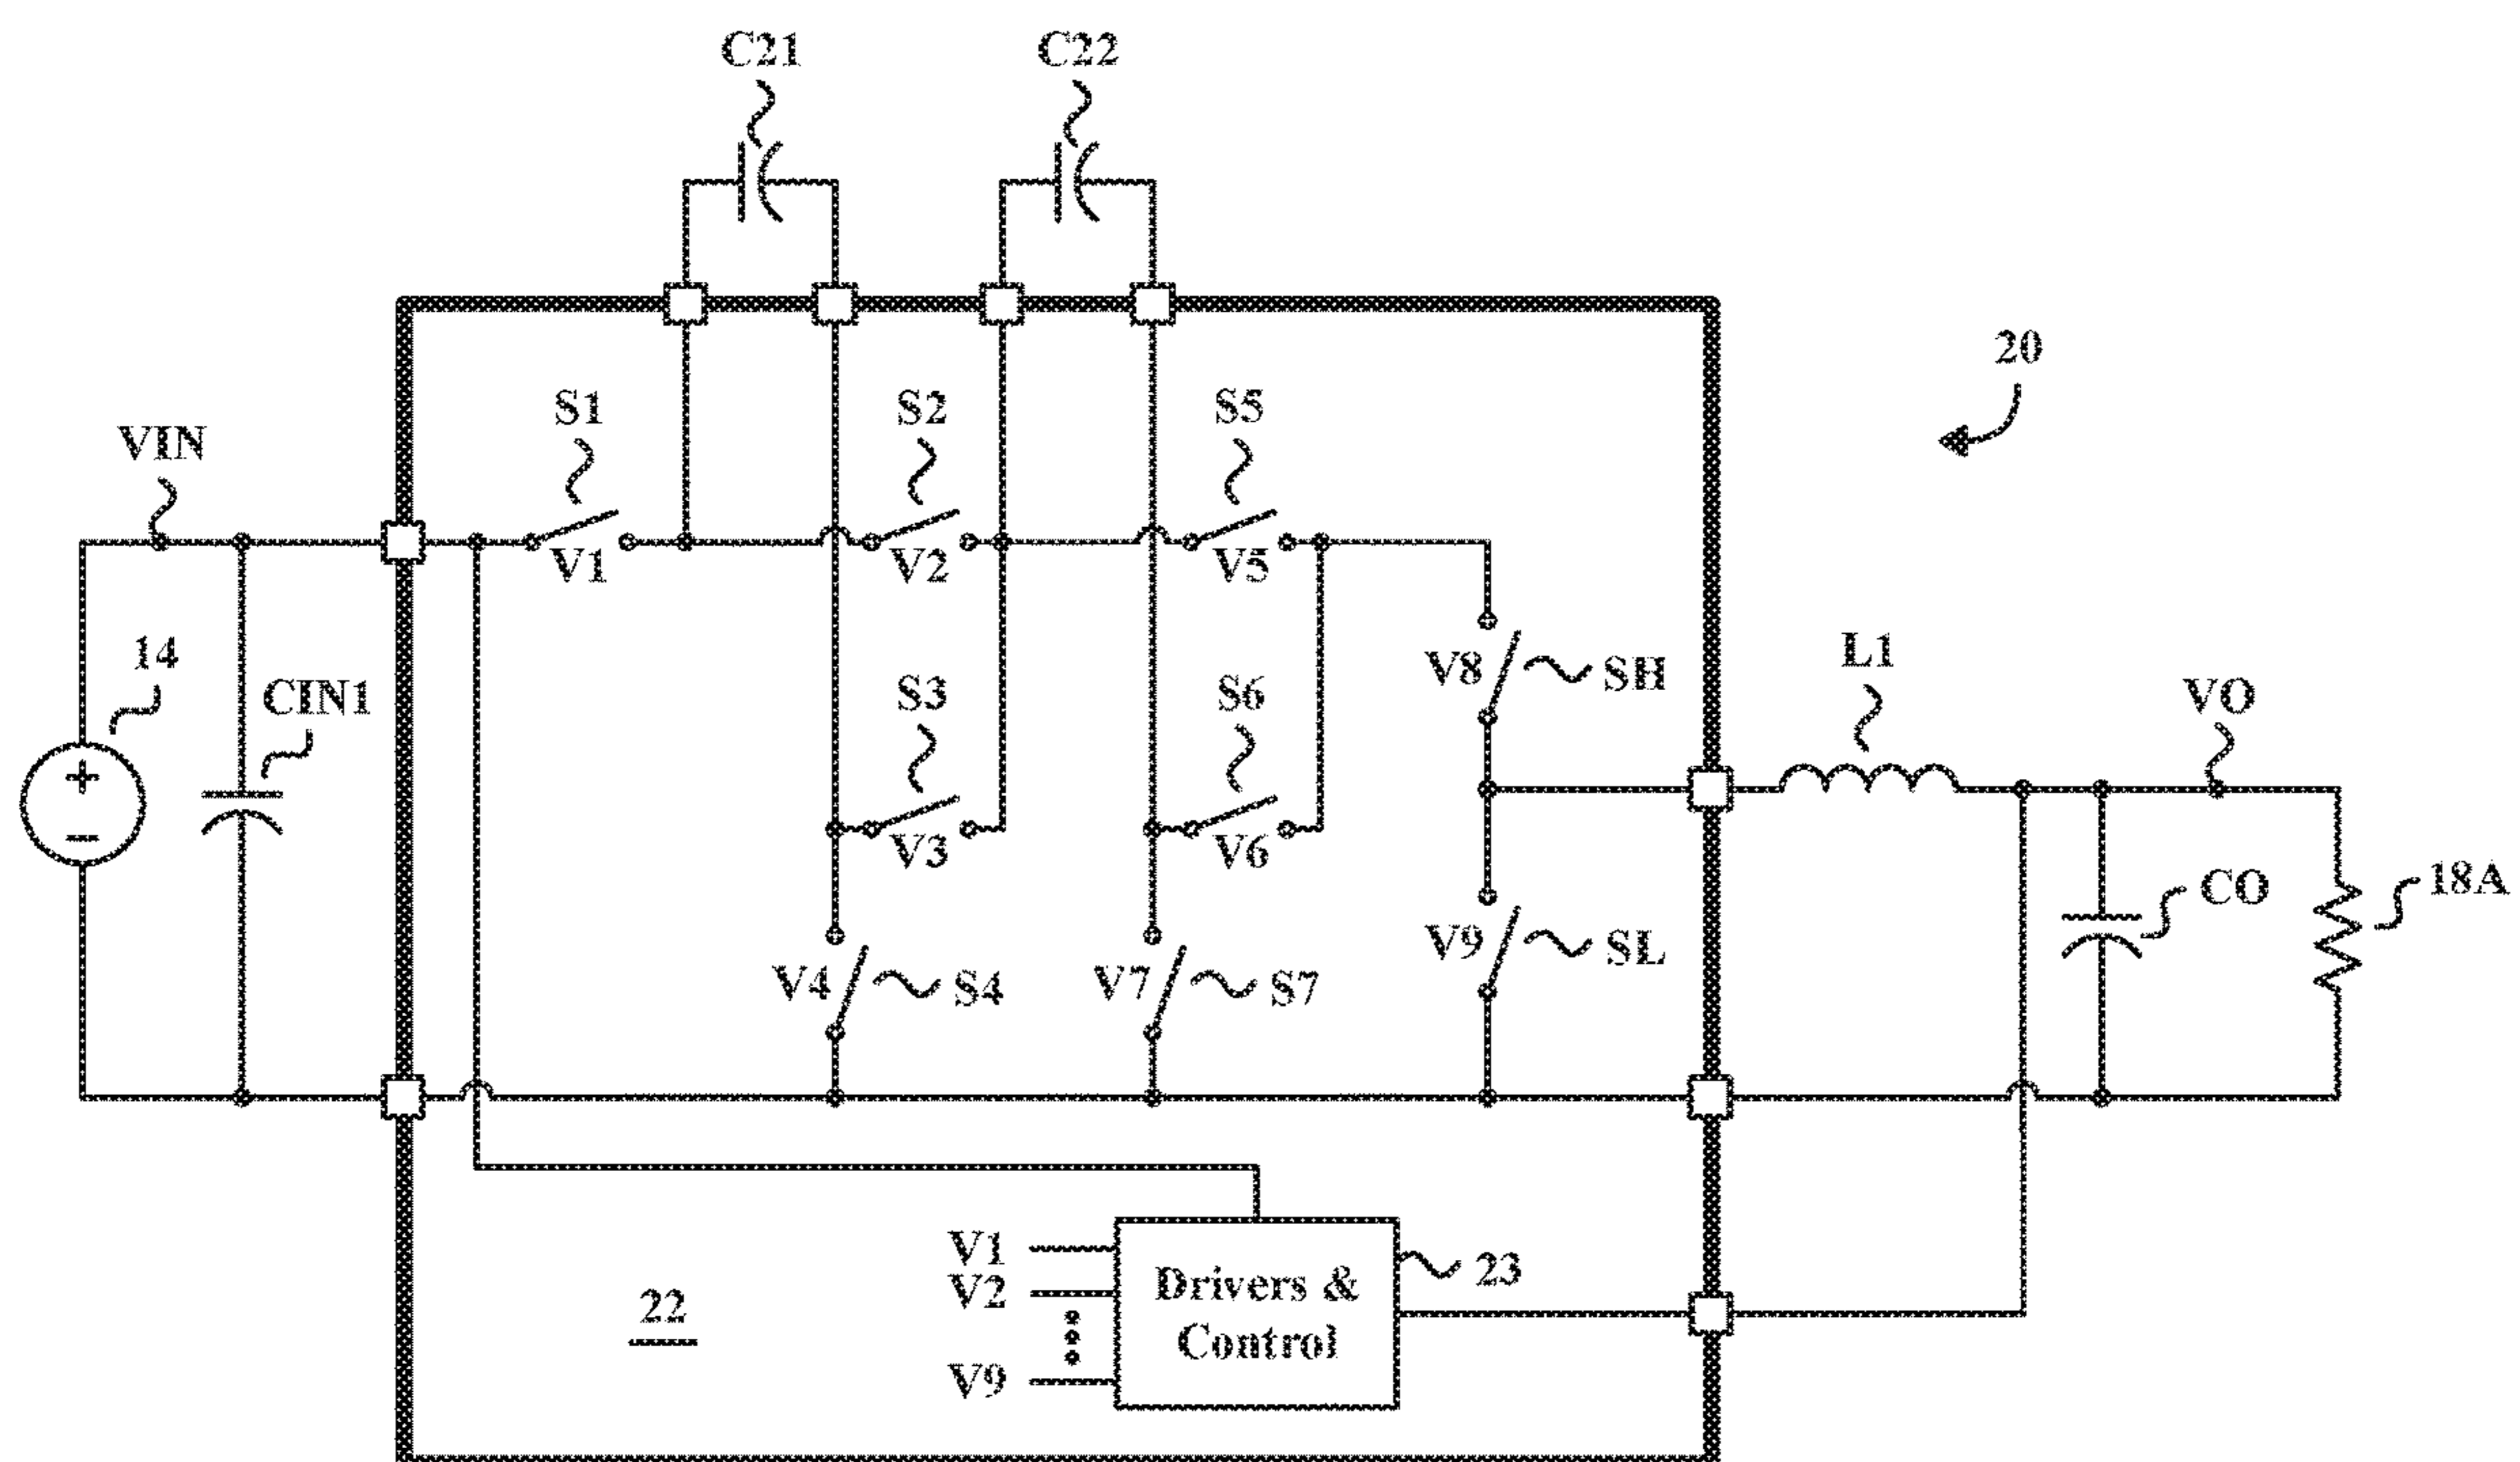 C21
C22
20
S1
S2
S5
VIN
V1
V2
V5
14
CIN1
V8
SH
L1
VO
S3
S6
+
−
V3
V6
CO
18A
V9
SL
V4
S4
V7
S7
V1
V2
V9
Drivers &
Control
23
22